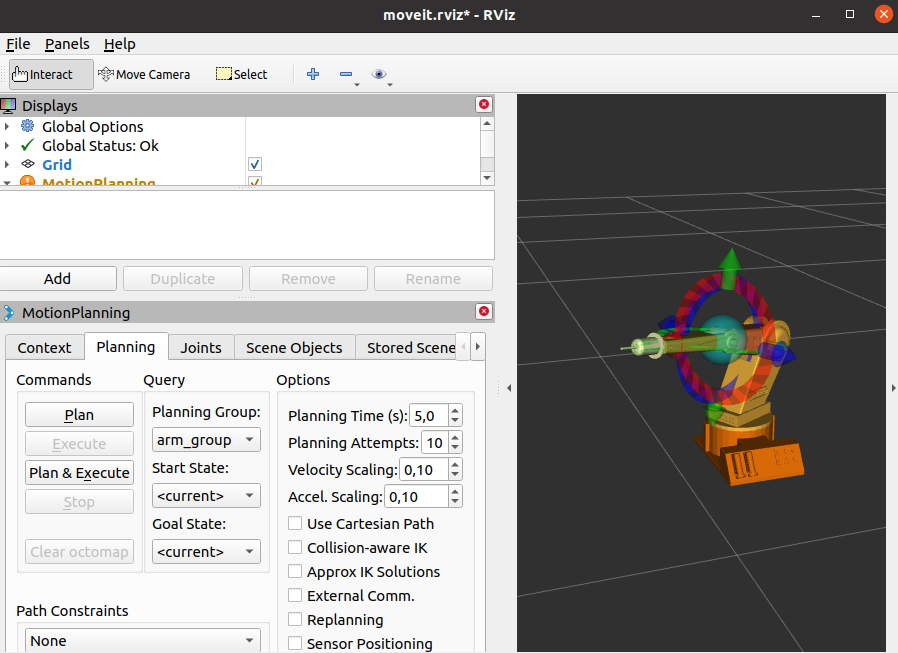 moveit.rviz* - RViz
File Panels Help
Interact Move Camera Select
Displays
Global Options
Global Status: Ok
Grid
MotionPlanning
Add Duplicate Remove Rename
MotionPlanning
Context Planning Joints Scene Objects Stored Scene
Commands Query Options
Plan
Execute
Plan & Execute
Stop
Clear octomap
Planning Group:
arm_group
Start State:
<current>
Goal State:
<current>
Planning Time (s): 5,0
Planning Attempts: 10
Velocity Scaling: 0,10
Accel. Scaling: 0,10
Use Cartesian Path
Collision-aware IK
Approx IK Solutions
External Comm.
Replanning
Sensor Positioning
Path Constraints
None